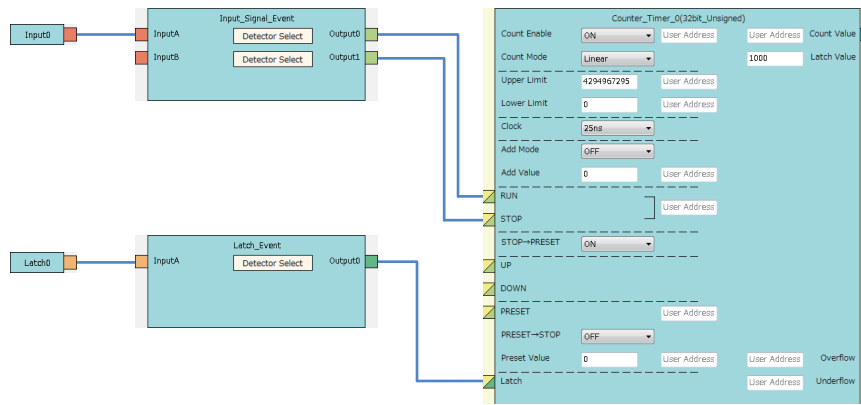 Input_Signal_Event
Input0
InputA
Detector Select
Output0
InputB
Detector Select
Output1
Latch_Event
Latch0
InputA
Detector Select
Output0
Counter_Timer_0(32bit_Unsigned)
Count Enable ON User Address User Address Count Value
Count Mode Linear 1000 Latch Value
Upper Limit 4294967295 User Address
Lower Limit 0 User Address
Clock 25ns
Add Mode OFF
Add Value 0 User Address
RUN
User Address
STOP
STOP→PRESET ON
UP
DOWN
PRESET User Address
PRESET→STOP OFF
Preset Value 0 User Address User Address Overflow
Latch User Address Underflow